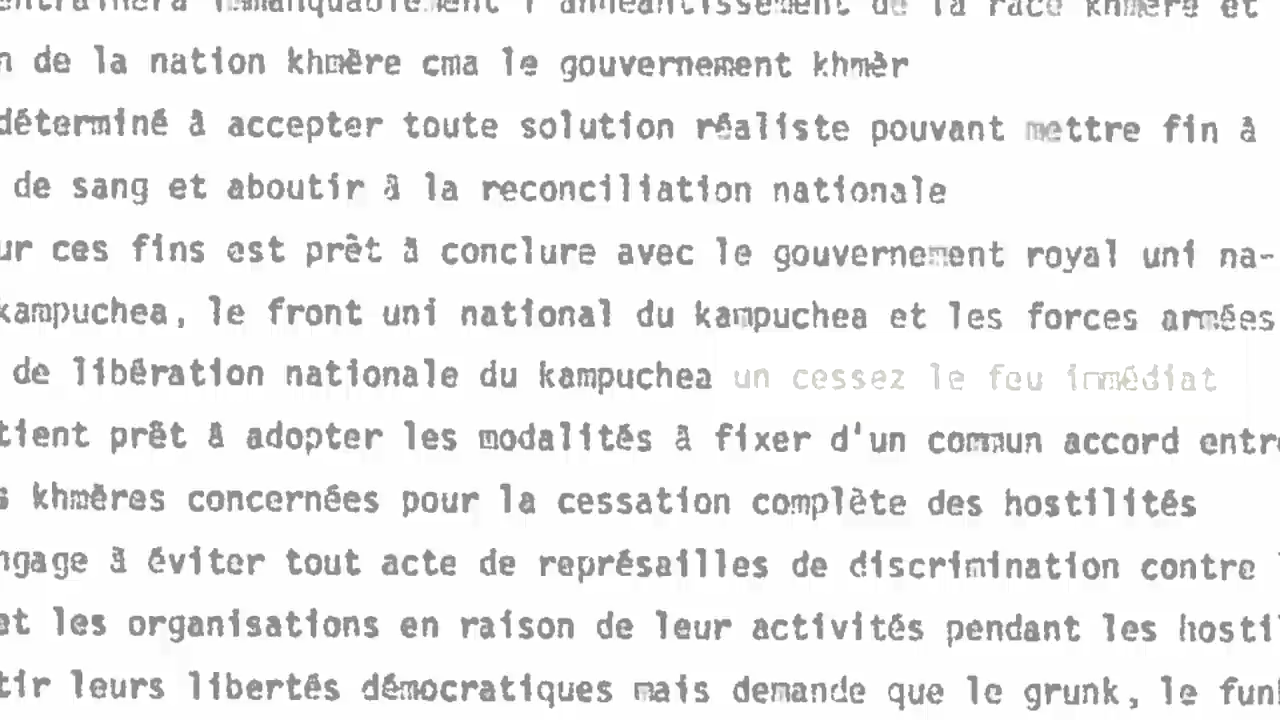 entraînera immanquablement l'anéantissement de la race khmère et
n de la nation khmère cma le gouvernement khmèr
déterminé à accepter toute solution réaliste pouvant mettre fin à
de sang et aboutir à la reconciliation nationale
ur ces fins est prêt à conclure avec le gouvernement royal uni na-
kampuchea, le front uni national du kampuchea et les forces armées
de libération nationale du kampuchea un cessez le feu immédiat
tient prêt à adopter les modalités à fixer d'un commun accord entre
s khmères concernées pour la cessation complète des hostilités
ngage à éviter tout acte de représailles de discrimination contre l
et les organisations en raison de leur activités pendant les hostil
tir leurs libertés démocratiques mais demande que le grunk, le funk